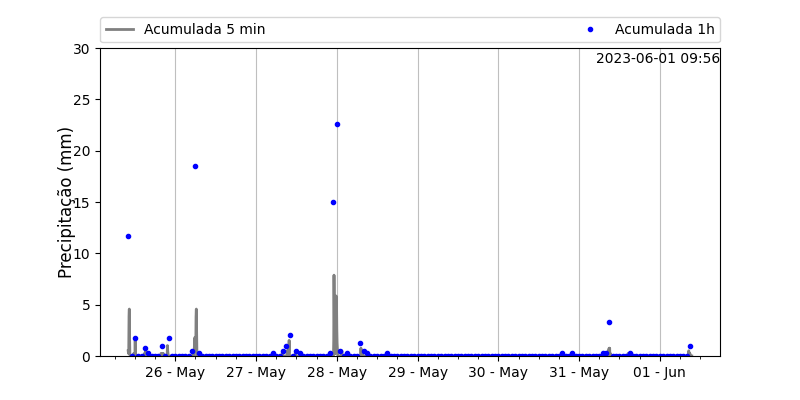 Acumulada 5 min Acumulada 1h
2023-06-01 09:56
Precipitação (mm)
30
25
20
15
10
5
0
26 - May 27 - May 28 - May 29 - May 30 - May 31 - May 01 - Jun